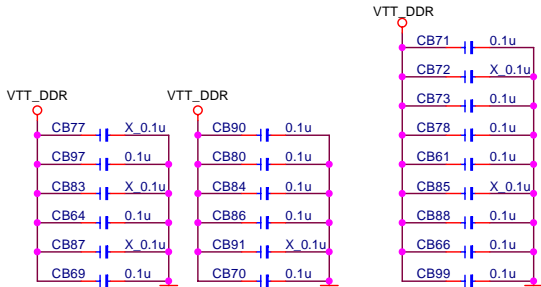 VTT_DDR
CB77 X_0.1u
CB97 0.1u
CB83 X_0.1u
CB64 0.1u
CB87 X_0.1u
CB69 0.1u
VTT_DDR
CB90 0.1u
CB80 0.1u
CB84 0.1u
CB86 0.1u
CB91 X_0.1u
CB70 0.1u
VTT_DDR
CB71 0.1u
CB72 X_0.1u
CB73 0.1u
CB78 0.1u
CB61 0.1u
CB85 X_0.1u
CB88 0.1u
CB66 0.1u
CB99 0.1u